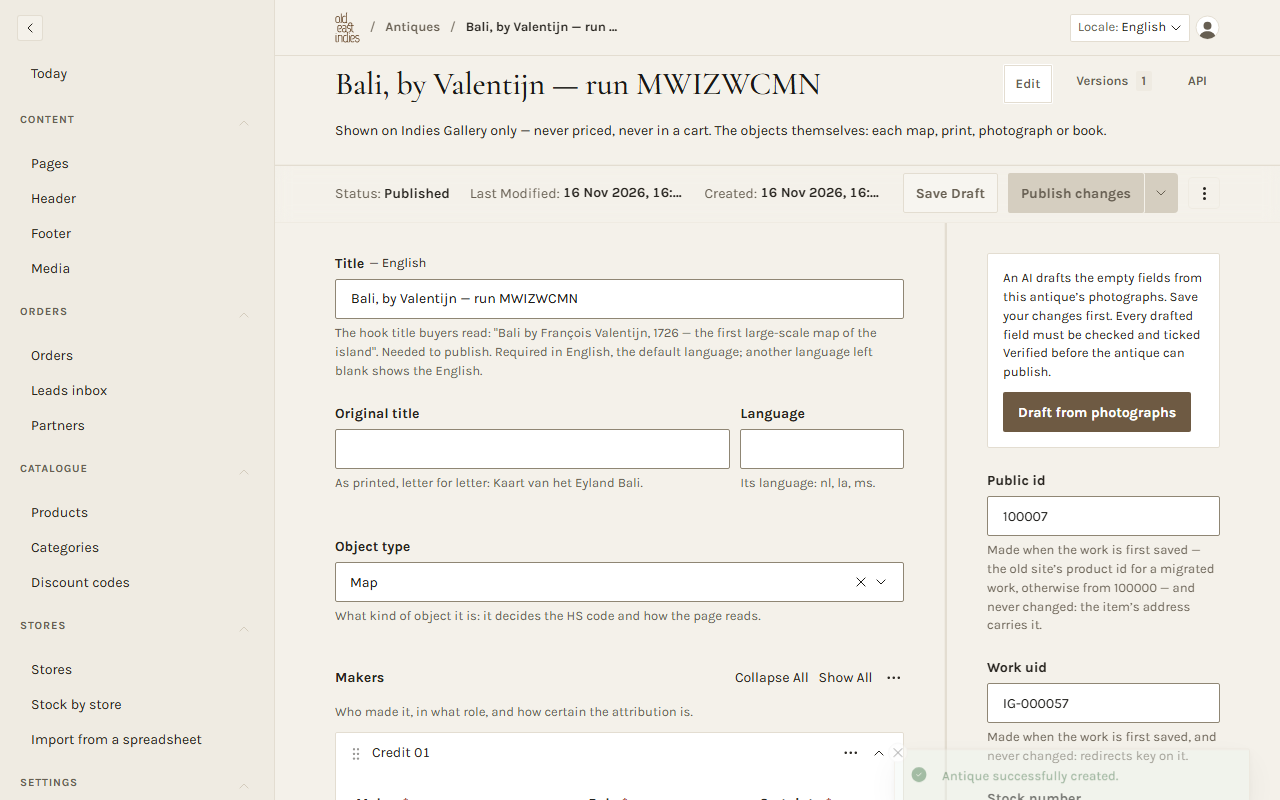 old east indies / Antiques / Bali, by Valentijn — run ...
Locale: English
Today
CONTENT
Pages
Header
Footer
Media
ORDERS
Orders
Leads inbox
Partners
CATALOGUE
Products
Categories
Discount codes
STORES
Stores
Stock by store
Import from a spreadsheet
SETTINGS
Bali, by Valentijn — run MWIZWCMN
Edit
Versions 1
API
Shown on Indies Gallery only — never priced, never in a cart. The objects themselves: each map, print, photograph or book.
Status: Published
Last Modified: 16 Nov 2026, 16:...
Created: 16 Nov 2026, 16:...
Save Draft
Publish changes
Title — English
Bali, by Valentijn — run MWIZWCMN
The hook title buyers read: "Bali by François Valentijn, 1726 — the first large-scale map of the
island". Needed to publish. Required in English, the default language; another language left
blank shows the English.
Original title
As printed, letter for letter: Kaart van het Eyland Bali.
Language
Its language: nl, la, ms.
Object type
Map
What kind of object it is: it decides the HS code and how the page reads.
Makers
Collapse All
Show All
Who made it, in what role, and how certain the attribution is.
Credit 01
An AI drafts the empty fields from
this antique's photographs. Save
your changes first. Every drafted
field must be checked and ticked
Verified before the antique can
publish.
Draft from photographs
Public id
100007
Made when the work is first saved —
the old site's product id for a migrated
work, otherwise from 100000 — and
never changed: the item's address
carries it.
Work uid
IG-000057
Made when the work is first saved, and
never changed: redirects key on it.
Antique successfully created.
Stock number